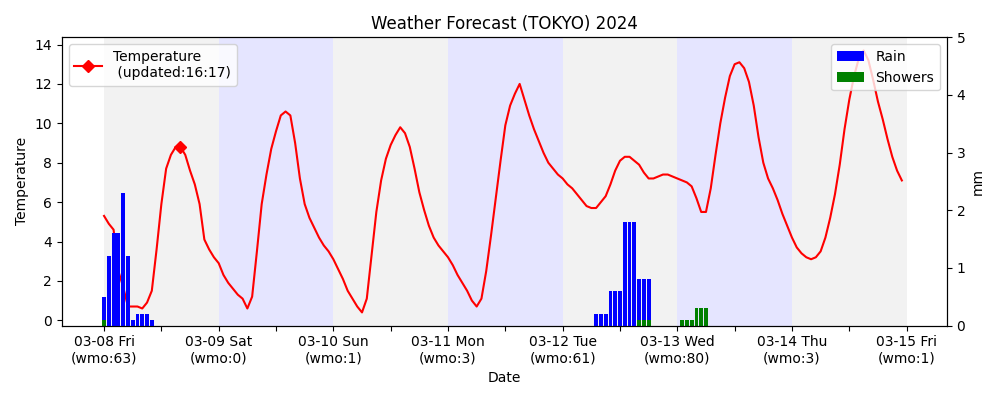 Weather Forecast (TOKYO) 2024
Temperature
(updated:16:17)
Rain
Showers
14
12
10
8
6
4
2
0
Temperature
5
4
3
2
1
0
mm
03-08 Fri
(wmo:63)
03-09 Sat
(wmo:0)
03-10 Sun
(wmo:1)
03-11 Mon
(wmo:3)
03-12 Tue
(wmo:61)
03-13 Wed
(wmo:80)
03-14 Thu
(wmo:3)
03-15 Fri
(wmo:1)
Date